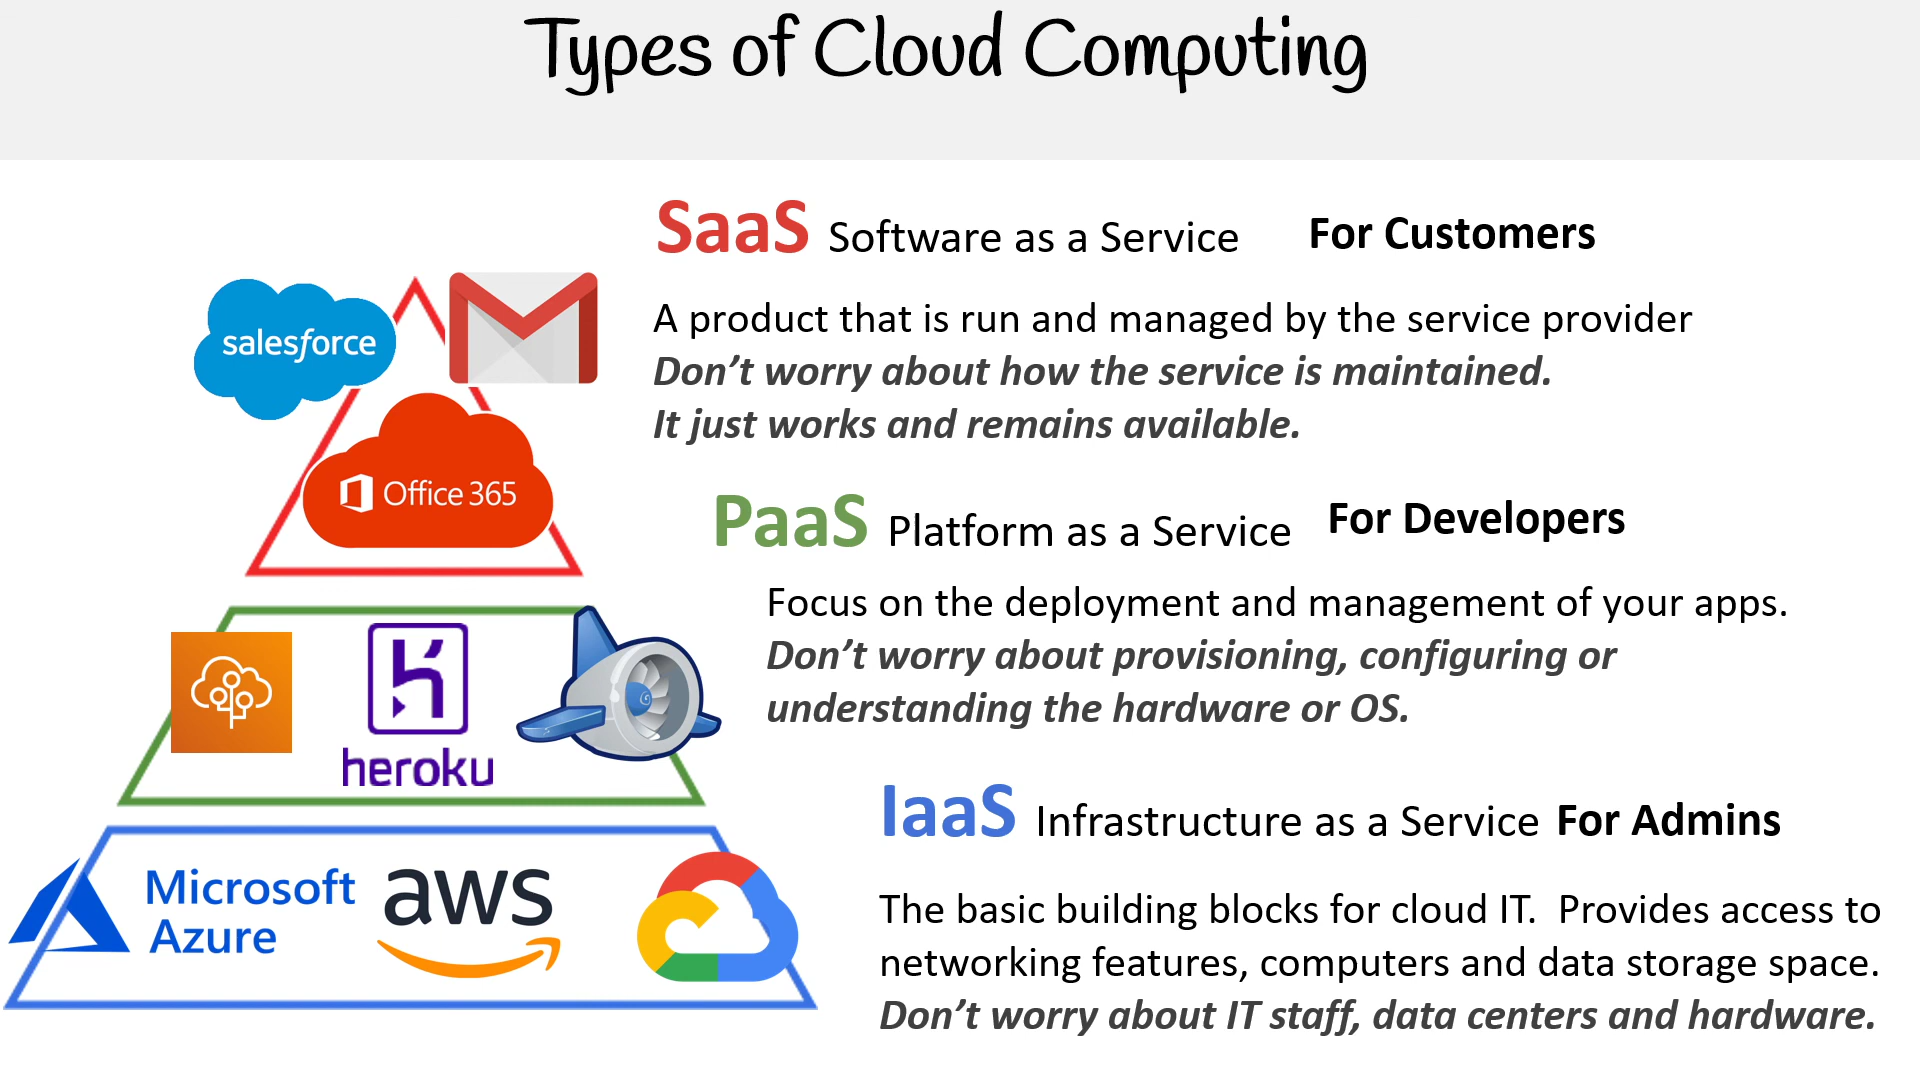 Types of Cloud Computing
SaaS Software as a Service For Customers
A product that is run and managed by the service provider
Don’t worry about how the service is maintained.
It just works and remains available.
salesforce
Office 365
PaaS Platform as a Service For Developers
Focus on the deployment and management of your apps.
Don’t worry about provisioning, configuring or
understanding the hardware or OS.
heroku
IaaS Infrastructure as a Service For Admins
The basic building blocks for cloud IT. Provides access to
networking features, computers and data storage space.
Don’t worry about IT staff, data centers and hardware.
Microsoft
Azure
aws